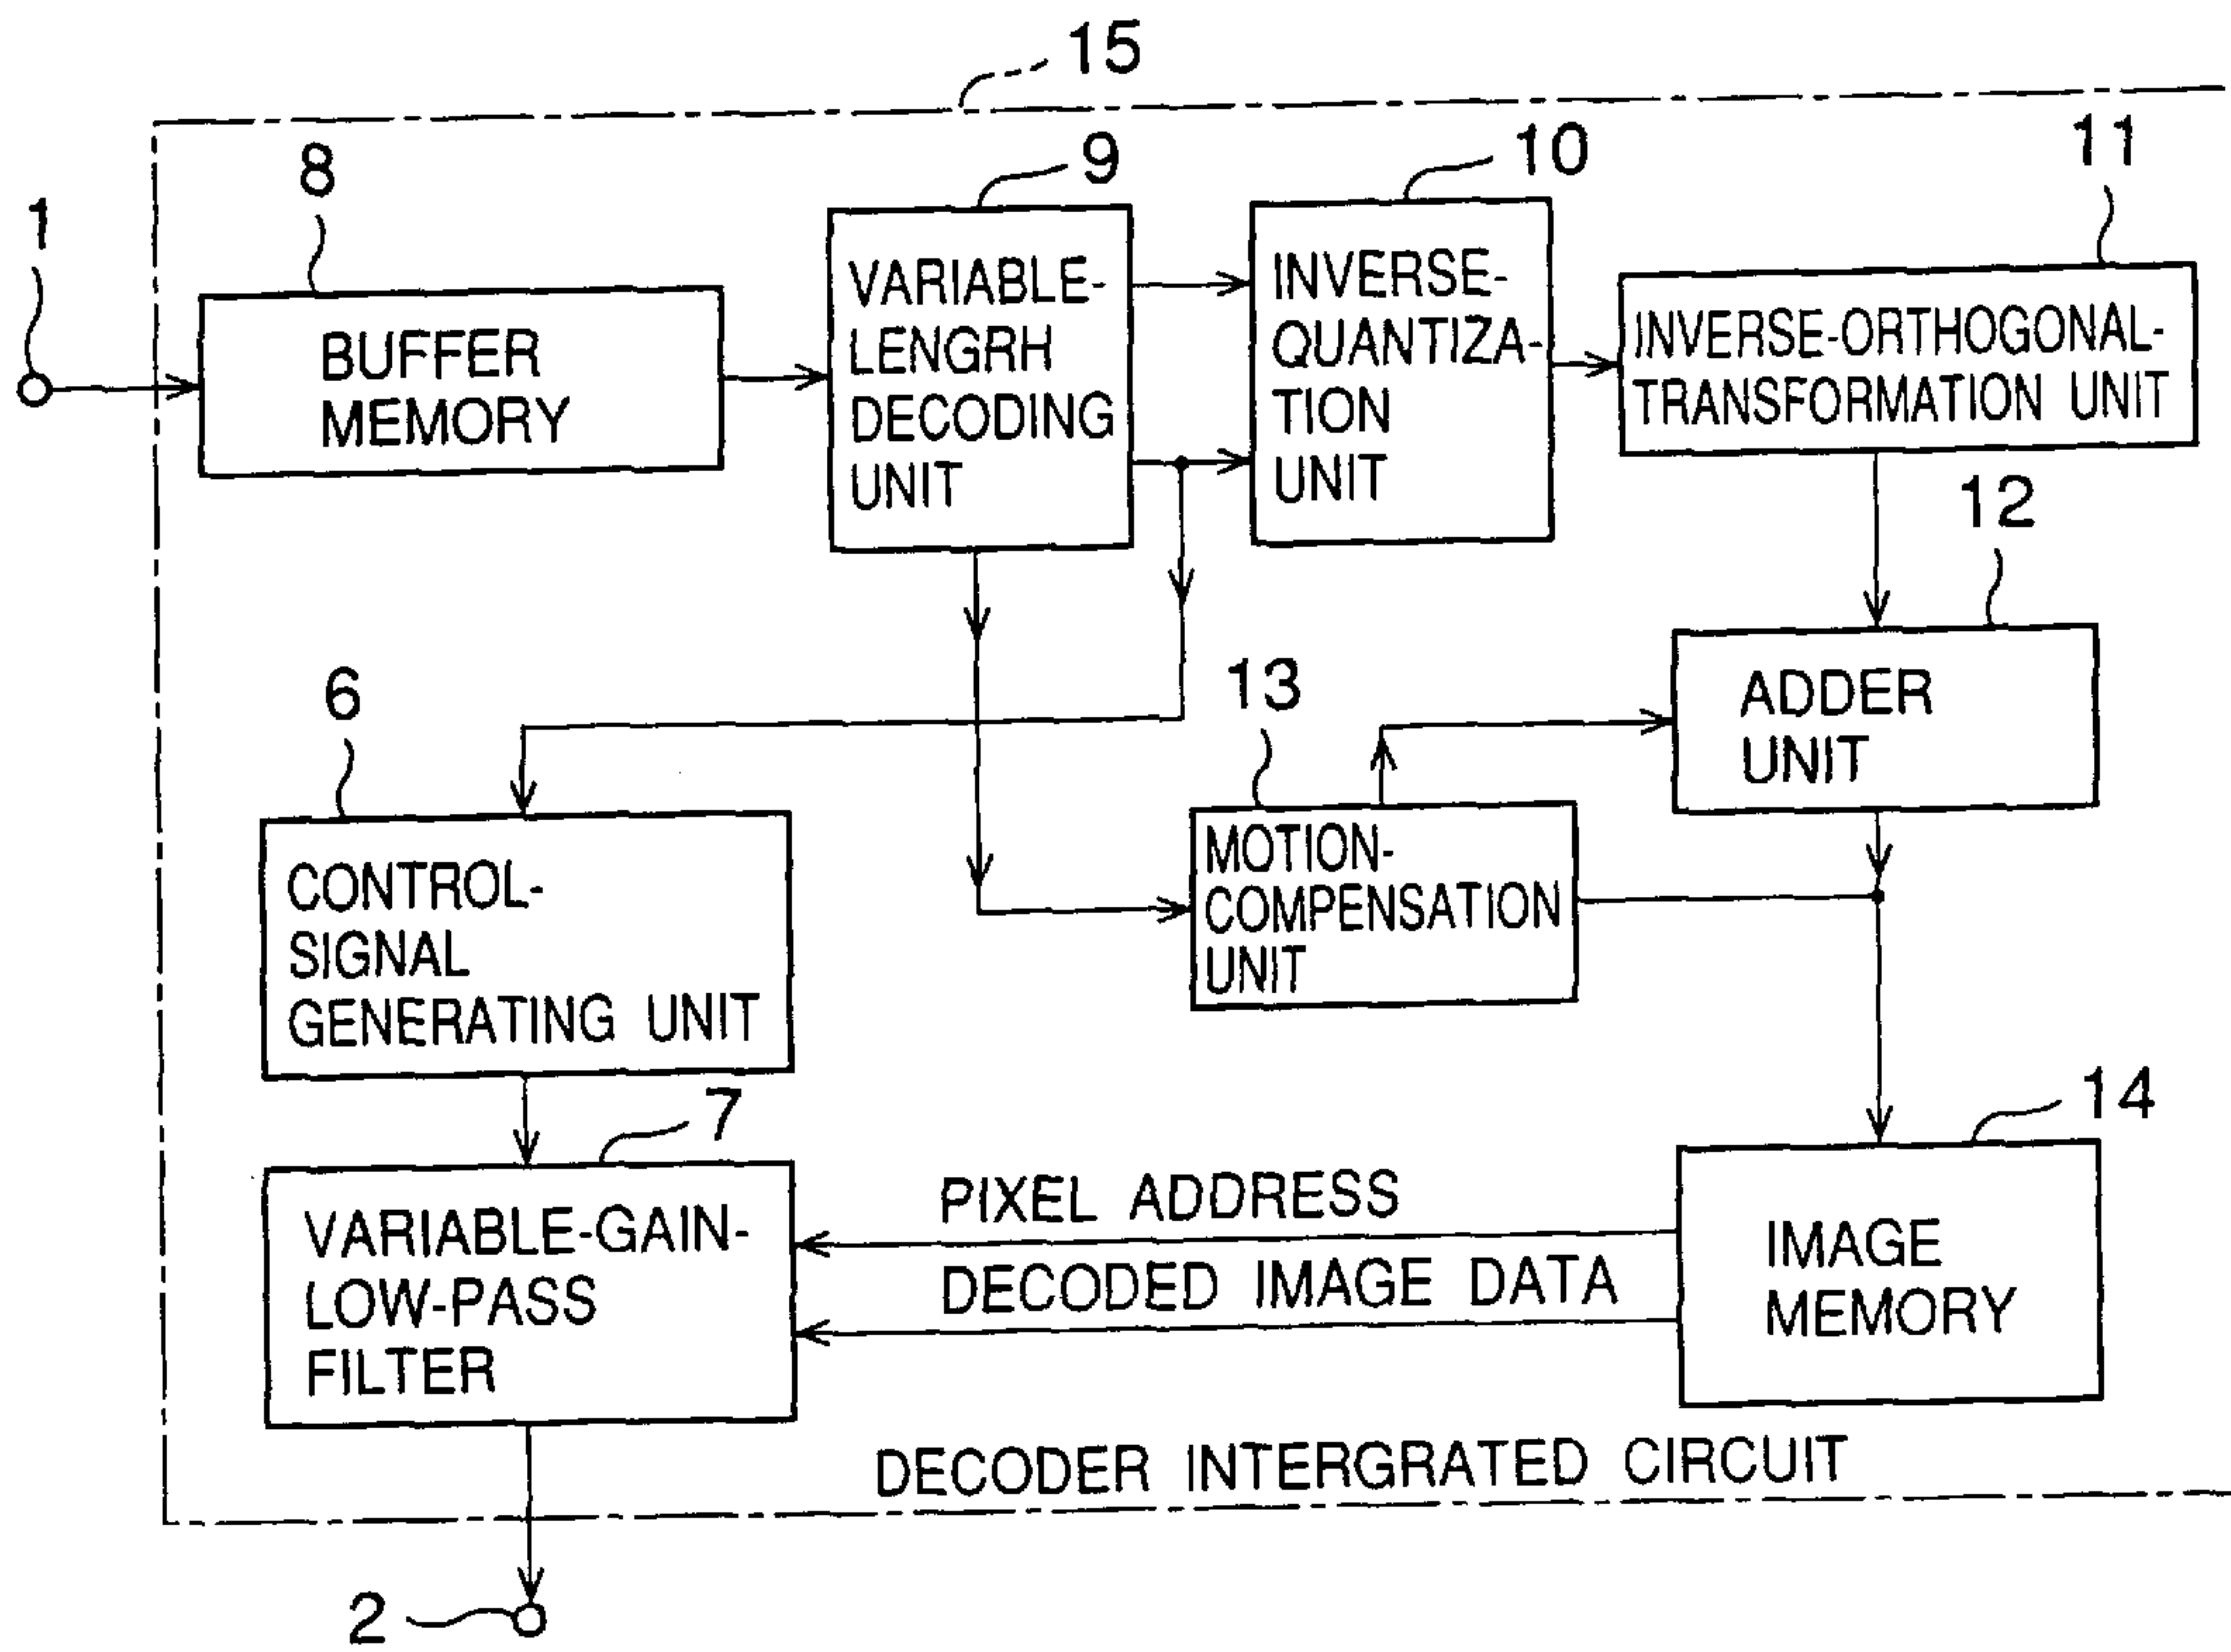 15
1
8
9
10
11
BUFFER
MEMORY
VARIABLE-
LENGRH
DECODING
UNIT
INVERSE-
QUANTIZA-
TION
UNIT
INVERSE-ORTHOGONAL-
TRANSFORMATION UNIT
12
ADDER
UNIT
6
13
CONTROL-
SIGNAL
GENERATING UNIT
MOTION-
COMPENSATION
UNIT
7
14
VARIABLE-GAIN-
LOW-PASS
FILTER
PIXEL ADDRESS
DECODED IMAGE DATA
IMAGE
MEMORY
DECODER INTERGRATED CIRCUIT
2